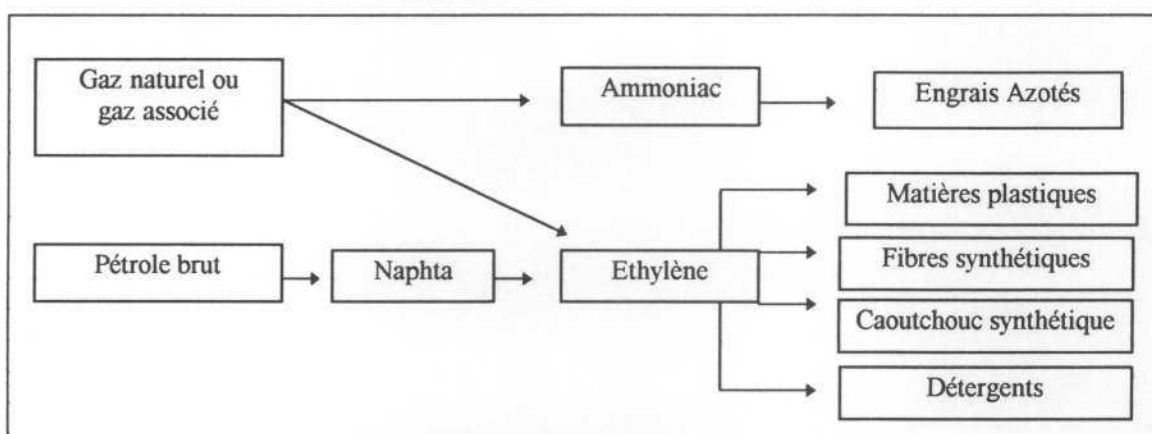 Gaz naturel ou
gaz associé
Ammoniac
Engrais Azotés
Matières plastiques
Pétrole brut
Naphta
Ethylène
Fibres synthétiques
Caoutchouc synthétique
Détergents